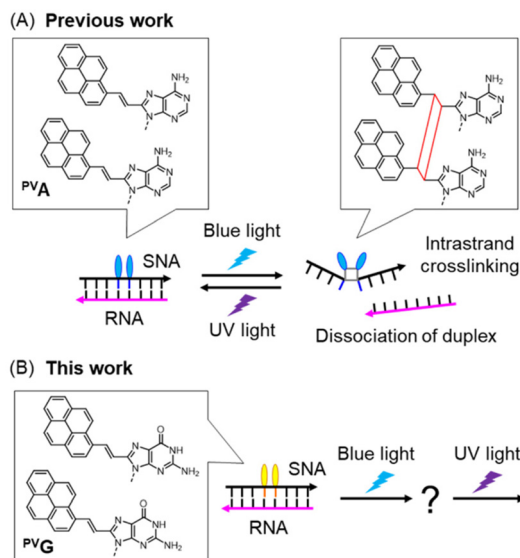 (A) Previous work
NH2
N
N
N
N
NH2
N
N
N
N
PVA
NH2
N
N
N
N
NH2
N
N
N
N
Blue light
SNA
RNA
UV light
Intrastrand
crosslinking
Dissociation of duplex
(B) This work
O
N
NH
N
N
NH2
O
N
NH
N
N
NH2
PVG
SNA
RNA
Blue light
?
UV light